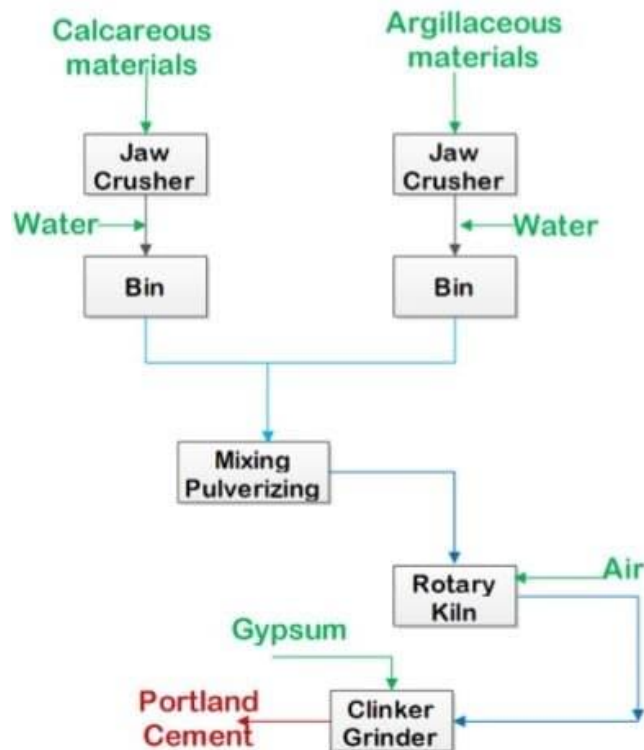 Calcareous
materials
Argillaceous
materials
Jaw
Crusher
Jaw
Crusher
Water
Water
Bin
Bin
Mixing
Pulverizing
Air
Rotary
Kiln
Gypsum
Portland
Cement
Clinker
Grinder